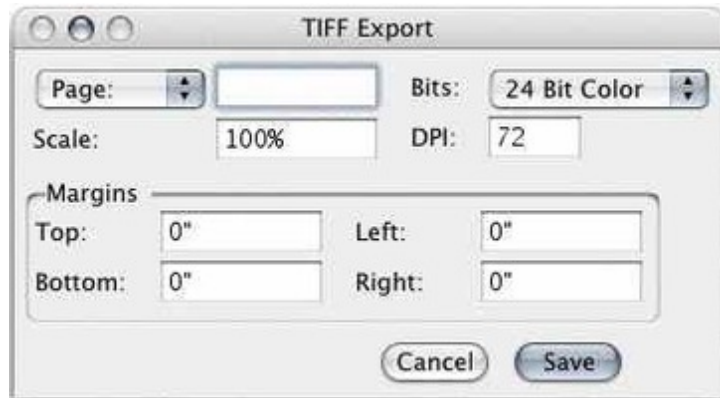 TIFF Export
Page: Bits: 24 Bit Color
Scale: 100% DPI: 72
Margins
Top: 0" Left: 0"
Bottom: 0" Right: 0"
Cancel Save